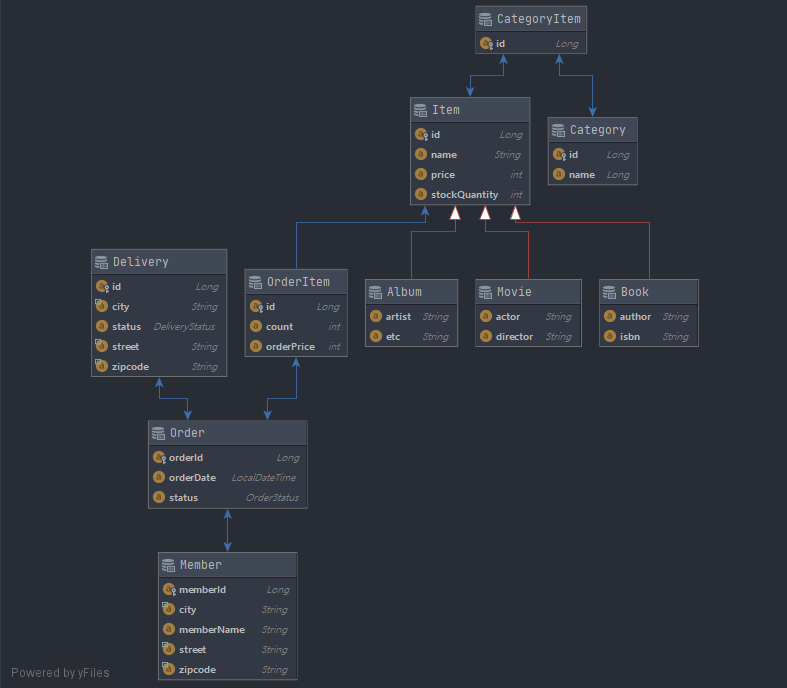 CategoryItem
id Long
Item
id Long
name String
price int
stockQuantity int
Category
id Long
name Long
Delivery
id Long
city String
status DeliveryStatus
street String
zipcode String
OrderItem
id Long
count int
orderPrice int
Album
artist String
etc String
Movie
actor String
director String
Book
author String
isbn String
Order
orderId Long
orderDate LocalDateTime
status OrderStatus
Member
memberId Long
city String
memberName String
street String
zipcode String
Powered by yFiles